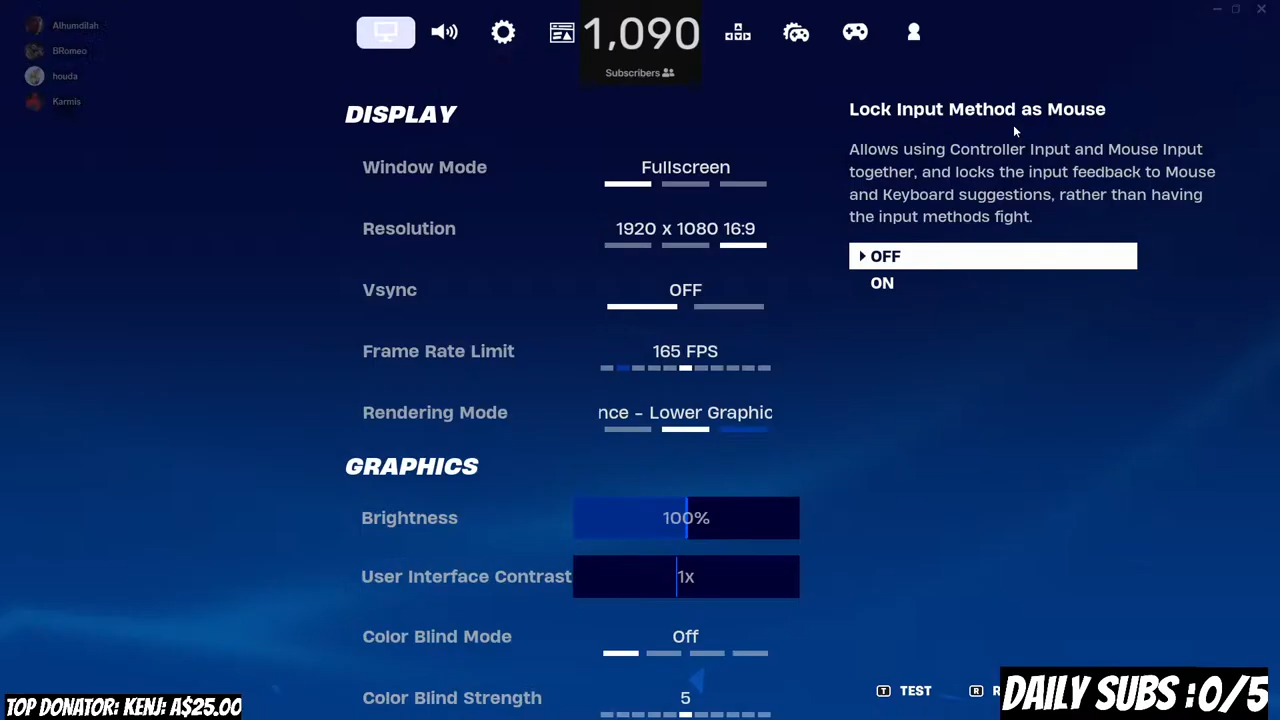 Alhumdilah
BRomeo
houda
Karmis
1,090
Subscribers
DISPLAY
Window Mode
Fullscreen
Resolution
1920 x 1080 16:9
Vsync
OFF
Frame Rate Limit
165 FPS
Rendering Mode
nce - Lower Graphic
GRAPHICS
Brightness
100%
User Interface Contrast
1x
Color Blind Mode
Off
Color Blind Strength
5
Lock Input Method as Mouse
Allows using Controller Input and Mouse Input
together, and locks the input feedback to Mouse
and Keyboard suggestions, rather than having
the input methods fight.
OFF
ON
T TEST
R R
TOP DONATOR: KENJ: A$25.00
DAILY SUBS :0/5